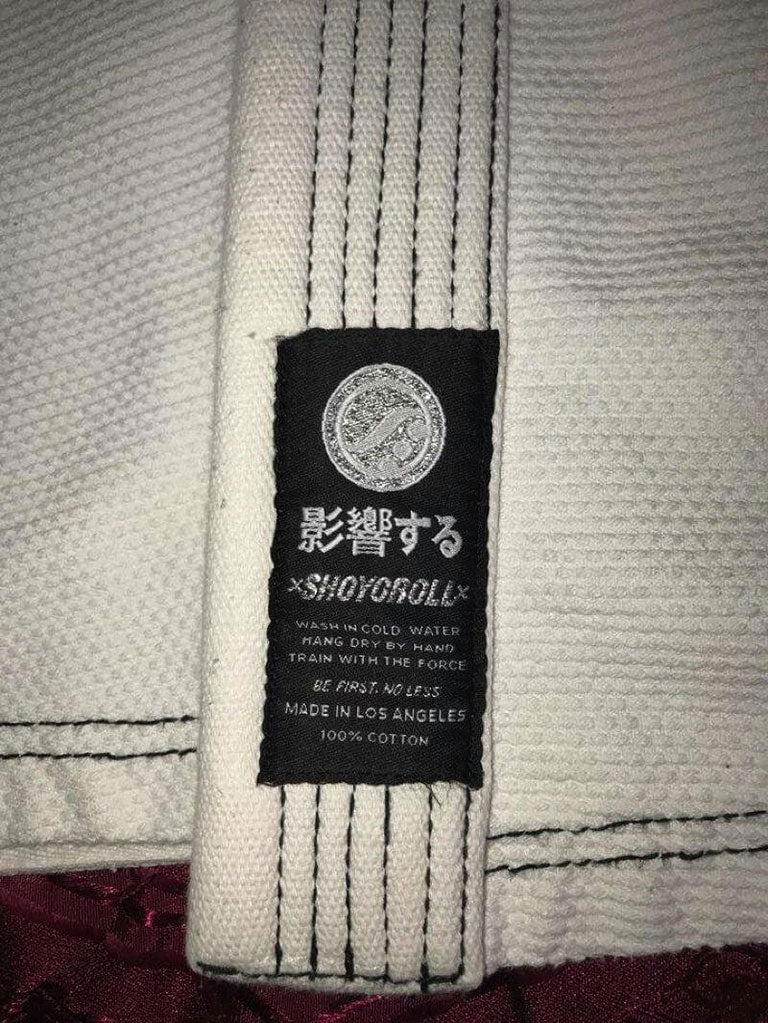 影響する
×SHOYOROLL×
WASH IN COLD WATER
HANG DRY BY HAND
TRAIN WITH THE FORCE
BE FIRST. NO LESS
MADE IN LOS ANGELES
100% COTTON